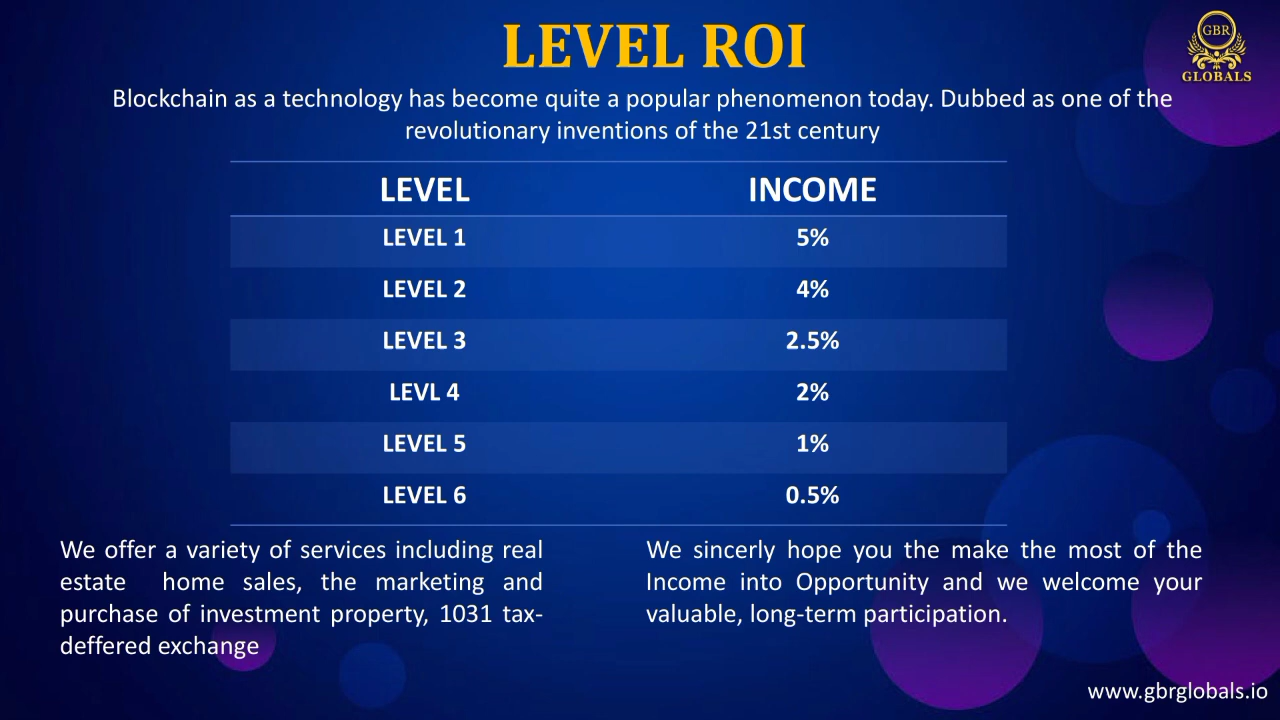 LEVEL ROI
GBR
GLOBALS
Blockchain as a technology has become quite a popular phenomenon today. Dubbed as one of the
revolutionary inventions of the 21st century
LEVEL INCOME
LEVEL 1 5%
LEVEL 2 4%
LEVEL 3 2.5%
LEVL 4 2%
LEVEL 5 1%
LEVEL 6 0.5%
We offer a variety of services including real
estate home sales, the marketing and
purchase of investment property, 1031 tax-
deffered exchange
We sincerly hope you the make the most of the
Income into Opportunity and we welcome your
valuable, long-term participation.
www.gbrglobals.io